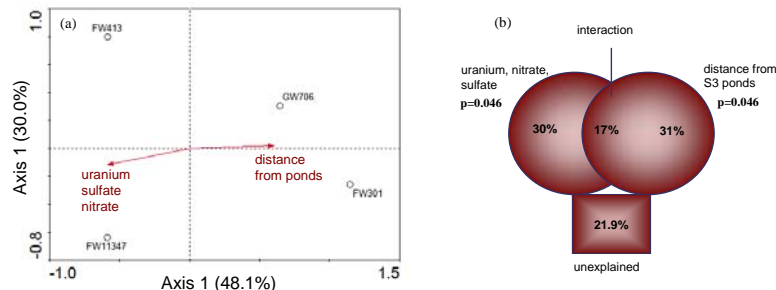 (a)
1.0
FW413
GW706
FW301
FW11347
uranium
sulfate
nitrate
distance
from ponds
Axis 1 (30.0%)
-0.8
-1.0
1.5
Axis 1 (48.1%)
(b)
interaction
uranium, nitrate,
sulfate
p=0.046
distance from
S3 ponds
p=0.046
30%
17%
31%
21.9%
unexplained